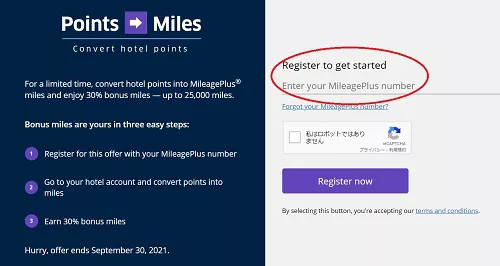 Points ➡ Miles
Convert hotel points
For a limited time, convert hotel points into MileagePlus®
miles and enjoy 30% bonus miles — up to 25,000 miles.
Bonus miles are yours in three easy steps:
1 Register for this offer with your MileagePlus number
2 Go to your hotel account and convert points into
miles
3 Earn 30% bonus miles
Hurry, offer ends September 30, 2021.
Register to get started
Enter your MileagePlus number
Forgot your MileagePlus number?
私はロボットではあり
ません
reCAPTCHA
プライバシー - 利用規約
Register now
By selecting this button, you're accepting our terms and conditions.